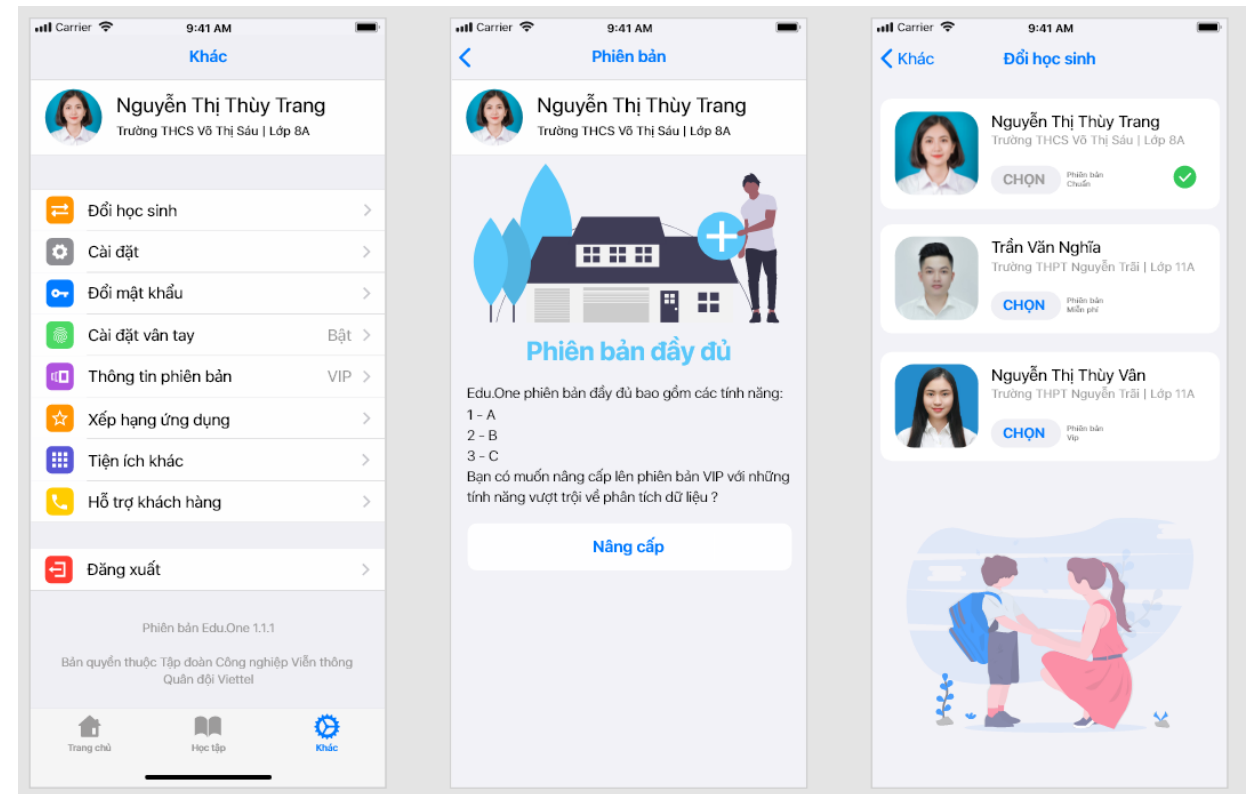 Carrier 9:41 AM
Khác
Nguyễn Thị Thùy Trang
Trường THCS Võ Thị Sáu | Lớp 8A
Đổi học sinh
Cài đặt
Đổi mật khẩu
Cài đặt vân tay Bật
Thông tin phiên bản VIP
Xếp hạng ứng dụng
Tiện ích khác
Hỗ trợ khách hàng
Đăng xuất
Phiên bản Edu.One 1.1.1
Bản quyền thuộc Tập đoàn Công nghiệp Viễn thông
Quân đội Viettel
Trang chủ Học tập Khác
Carrier 9:41 AM
Phiên bản
Nguyễn Thị Thùy Trang
Trường THCS Võ Thị Sáu | Lớp 8A
Phiên bản đầy đủ
Edu.One phiên bản đầy đủ bao gồm các tính năng:
1 - A
2 - B
3 - C
Bạn có muốn nâng cấp lên phiên bản VIP với những
tính năng vượt trội về phân tích dữ liệu ?
Nâng cấp
Carrier 9:41 AM
Khác Đổi học sinh
Nguyễn Thị Thùy Trang
Trường THCS Võ Thị Sáu | Lớp 8A
CHỌN Phiên bản
Chuẩn
Trần Văn Nghĩa
Trường THPT Nguyễn Trãi | Lớp 11A
CHỌN Phiên bản
Miễn phí
Nguyễn Thị Thùy Vân
Trường THPT Nguyễn Trãi | Lớp 11A
CHỌN Phiên bản
Vip